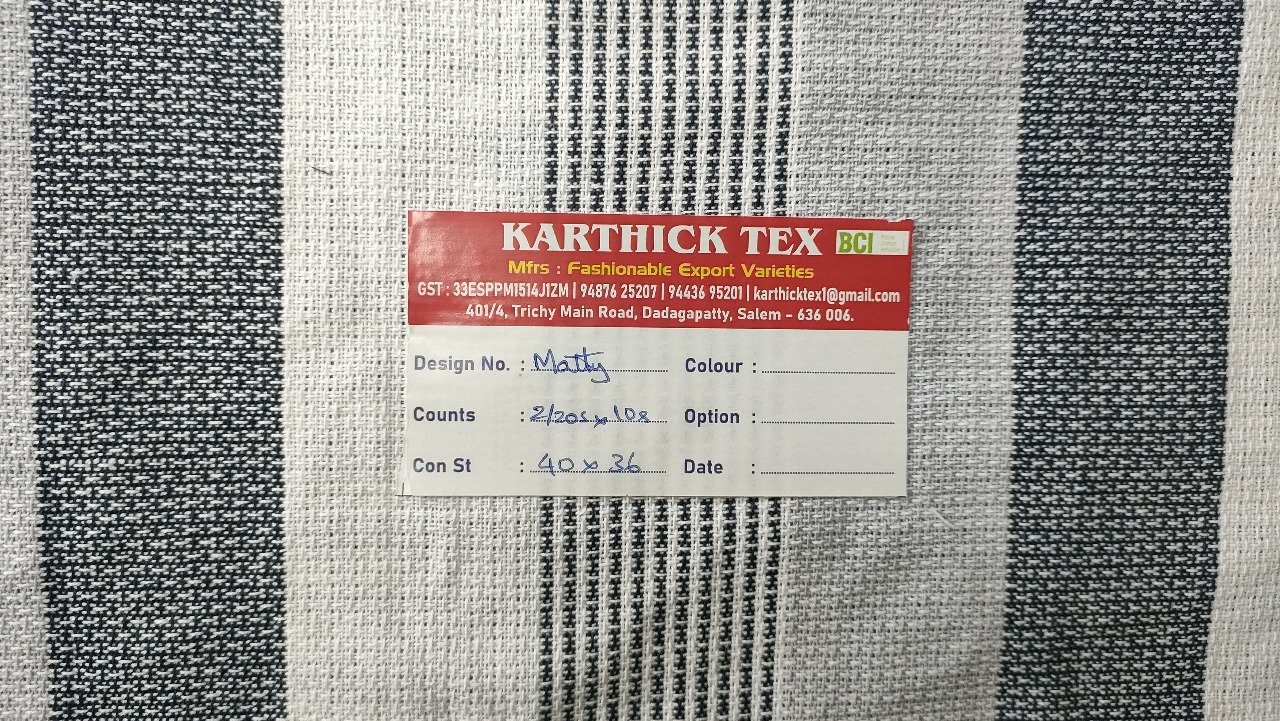 KARTHICK TEX BCI
Mfrs : Fashionable Export Varieties
GST : 33ESPPM1514J1ZM | 94876 25207 | 94436 95201 | karthicktex1@gmail.com
401/4, Trichy Main Road, Dadagapatty, Salem - 636 006.
Design No. : Matty Colour :
Counts : 2/20s x 10s Option :
Con St : 40 x 36 Date :